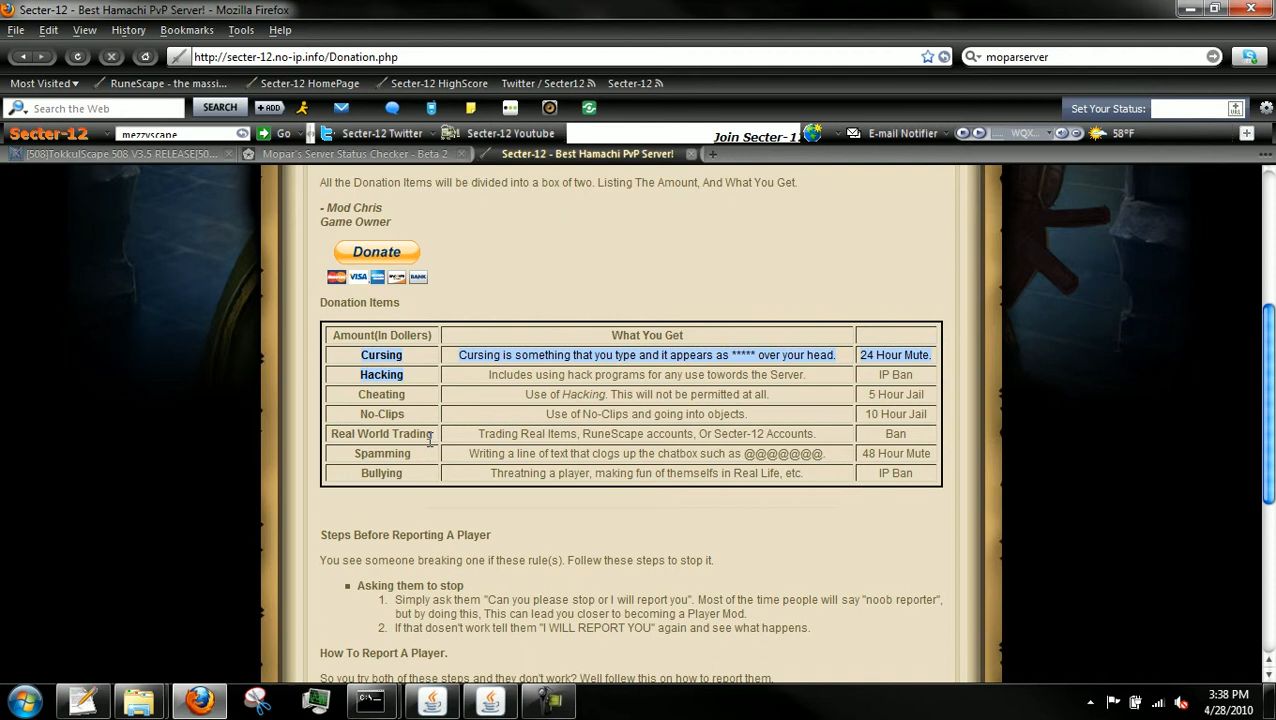 Secter-12 - Best Hamachi PvP Server! - Mozilla Firefox
File Edit View History Bookmarks Tools Help
http://secter-12.no-ip.info/Donation.php moparserver
Most Visited RuneScape - the massi... Secter-12 HomePage Secter-12 HighScore Twitter / Secter12 Secter-12
Search the Web SEARCH +ADD Set Your Status:
Secter-12 mezzyscape Go Secter-12 Twitter Secter-12 Youtube Join Secter-1 E-mail Notifier WQX... 58°F
[508]TokkulScape 508 V3.5 RELEASE[50... Mopar's Server Status Checker - Beta 2 Secter-12 - Best Hamachi PvP Server!
All the Donation Items will be divided into a box of two. Listing The Amount, And What You Get.
- Mod Chris
Game Owner
Donate
VISA BANK
Donation Items
Amount(In Dollers) What You Get
Cursing Cursing is something that you type and it appears as ***** over your head. 24 Hour Mute.
Hacking Includes using hack programs for any use towords the Server. IP Ban
Cheating Use of Hacking. This will not be permitted at all. 5 Hour Jail
No-Clips Use of No-Clips and going into objects. 10 Hour Jail
Real World Trading Trading Real Items, RuneScape accounts, Or Secter-12 Accounts. Ban
Spamming Writing a line of text that clogs up the chatbox such as @@@@@@@. 48 Hour Mute
Bullying Threatning a player, making fun of themselfs in Real Life, etc. IP Ban
Steps Before Reporting A Player
You see someone breaking one if these rule(s). Follow these steps to stop it.
Asking them to stop
1. Simply ask them "Can you please stop or I will report you". Most of the time people will say "noob reporter",
but by doing this, This can lead you closer to becoming a Player Mod.
2. If that dosen't work tell them "I WILL REPORT YOU" again and see what happens.
How To Report A Player.
So you try both of these steps and they don't work? Well follew this on how to report them.
3:38 PM
4/28/2010